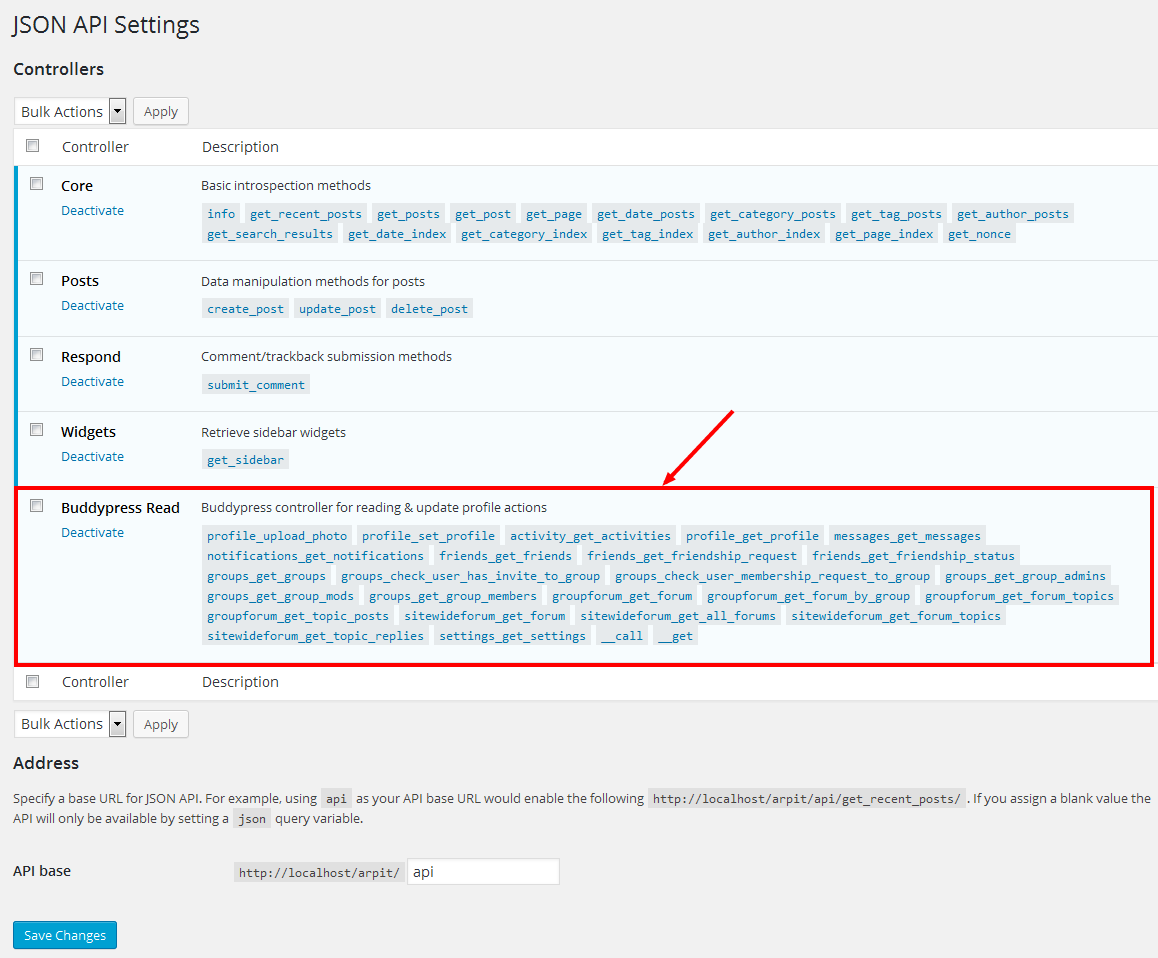 JSON API Settings
Controllers
Bulk Actions Apply
Controller Description
Core Basic introspection methods
Deactivate info get_recent_posts get_posts get_post get_page get_date_posts get_category_posts get_tag_posts get_author_posts
get_search_results get_date_index get_category_index get_tag_index get_author_index get_page_index get_nonce
Posts Data manipulation methods for posts
Deactivate create_post update_post delete_post
Respond Comment/trackback submission methods
Deactivate submit_comment
Widgets Retrieve sidebar widgets
Deactivate get_sidebar
Buddypress Read Buddypress controller for reading & update profile actions
Deactivate profile_upload_photo profile_set_profile activity_get_activities profile_get_profile messages_get_messages
notifications_get_notifications friends_get_friends friends_get_friendship_request friends_get_friendship_status
groups_get_groups groups_check_user_has_invite_to_group groups_check_user_membership_request_to_group groups_get_group_admins
groups_get_group_mods groups_get_group_members groupforum_get_forum groupforum_get_forum_by_group groupforum_get_forum_topics
groupforum_get_topic_posts sitewideforum_get_forum sitewideforum_get_all_forums sitewideforum_get_forum_topics
sitewideforum_get_topic_replies settings_get_settings __call __get
Controller Description
Bulk Actions Apply
Address
Specify a base URL for JSON API. For example, using api as your API base URL would enable the following http://localhost/arpit/api/get_recent_posts/ . If you assign a blank value the
API will only be available by setting a json query variable.
API base http://localhost/arpit/ api
Save Changes